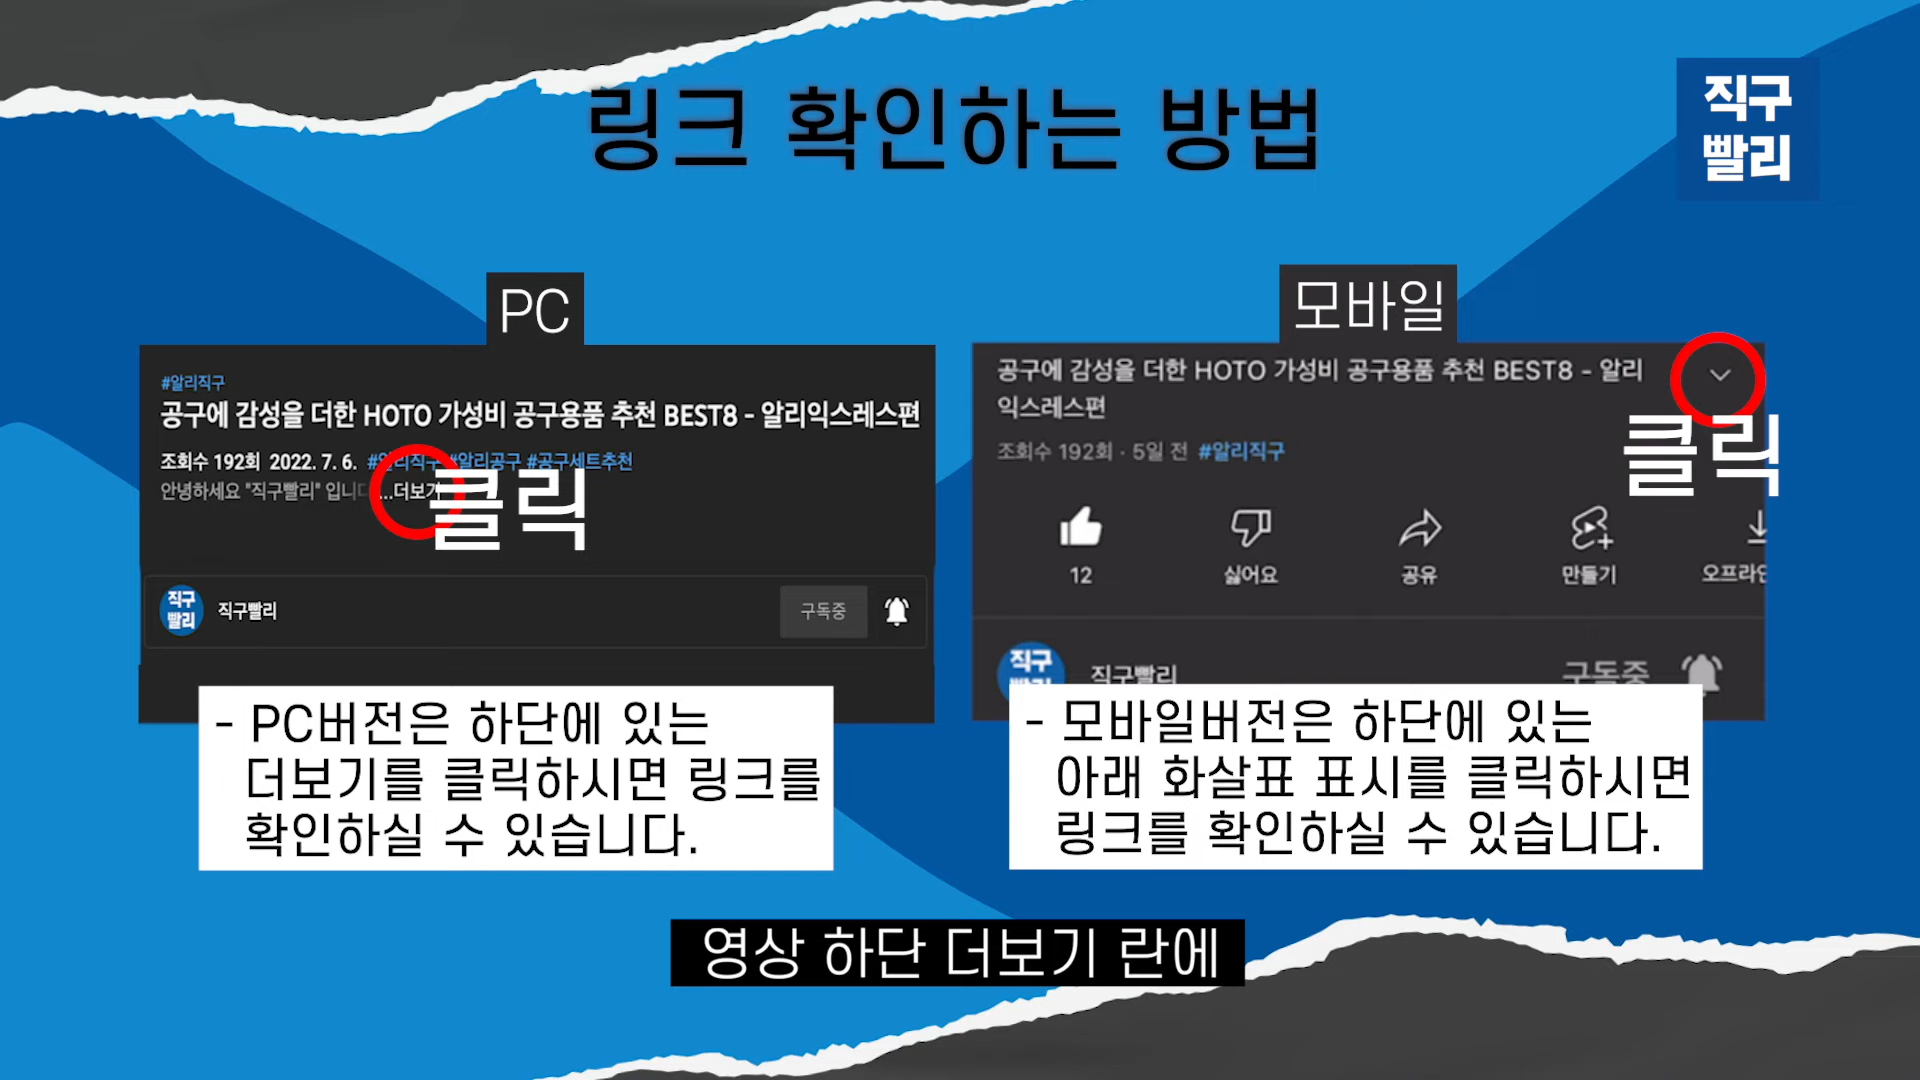 링크 확인하는 방법
직구
빨리
PC
#알리직구
공구에 감성을 더한 HOTO 가성비 공구용품 추천 BEST8 - 알리익스레스편
조회수 192회 2022. 7. 6. #알리직구 #알리공구 #공구세트추천
안녕하세요 "직구빨리" 입니다 ...더보기
클릭
직구
빨리
직구빨리
구독중
- PC버전은 하단에 있는
더보기를 클릭하시면 링크를
확인하실 수 있습니다.
모바일
공구에 감성을 더한 HOTO 가성비 공구용품 추천 BEST8 - 알리
익스레스편
조회수 192회 · 5일 전 #알리직구
클릭
12
싫어요
공유
만들기
오프라인
직구
빨리
직구빨리
구독중
- 모바일버전은 하단에 있는
아래 화살표 표시를 클릭하시면
링크를 확인하실 수 있습니다.
영상 하단 더보기 란에